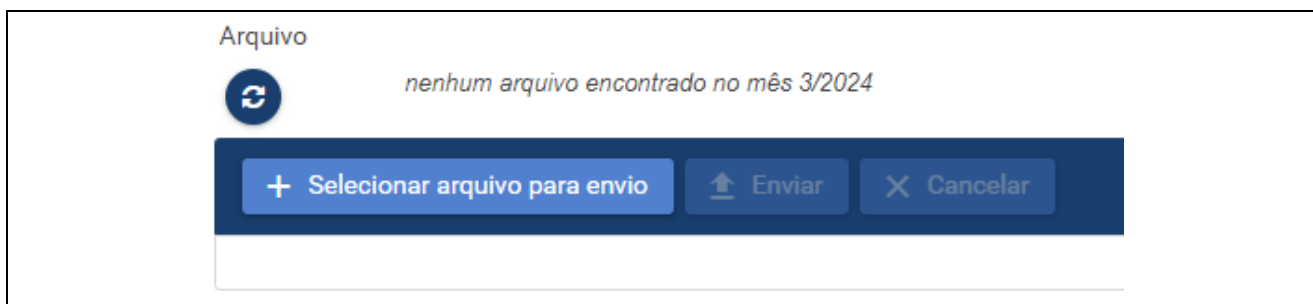 Arquivo
nenhum arquivo encontrado no mês 3/2024
+ Selecionar arquivo para envio Enviar Cancelar